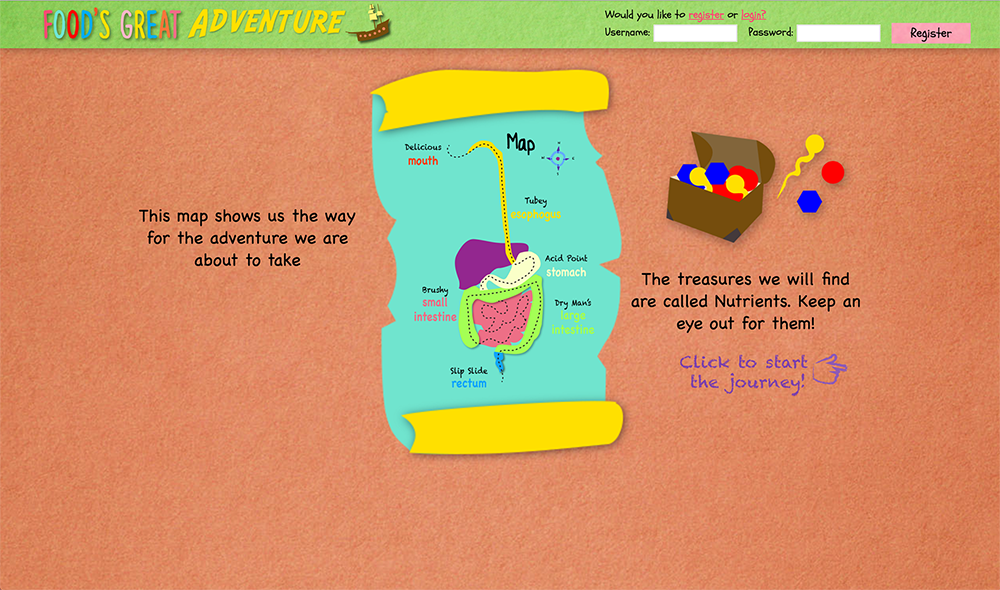 FOOD'S GREAT ADVENTURE
Would you like to register or login?
Username:
Password:
Register
This map shows us the way
for the adventure we are
about to take
Map
N
W
E
S
Delicious
mouth
Tubey
esophogus
Acid Point
stomach
Brushy
small
intestine
Dry Man's
large
intestine
Slip Slide
rectum
The treasures we will find
are called Nutrients. Keep an
eye out for them!
Click to start
the journey!